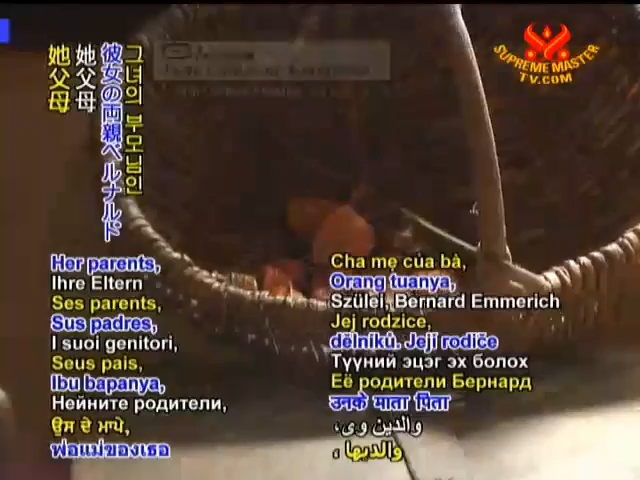 SUPREME MASTER
TV.COM
그녀의 부모님인
彼女の両親ベルナルド
她父母
她父母
Her parents,
Ihre Eltern
Ses parents,
Sus padres,
I suoi genitori,
Seus pais,
Ibu bapanya,
Нейните родители,
ਉਸ ਦੇ ਮਾਪੇ,
พ่อแม่ของเธอ
Cha mẹ của bà,
Orang tuanya,
Szülei, Bernard Emmerich
Jej rodzice,
dělníků. Její rodiče
Түүний эцэг эх болох
Её родители Бернард
उनके माता पिता
والدین وی،
والديها ،